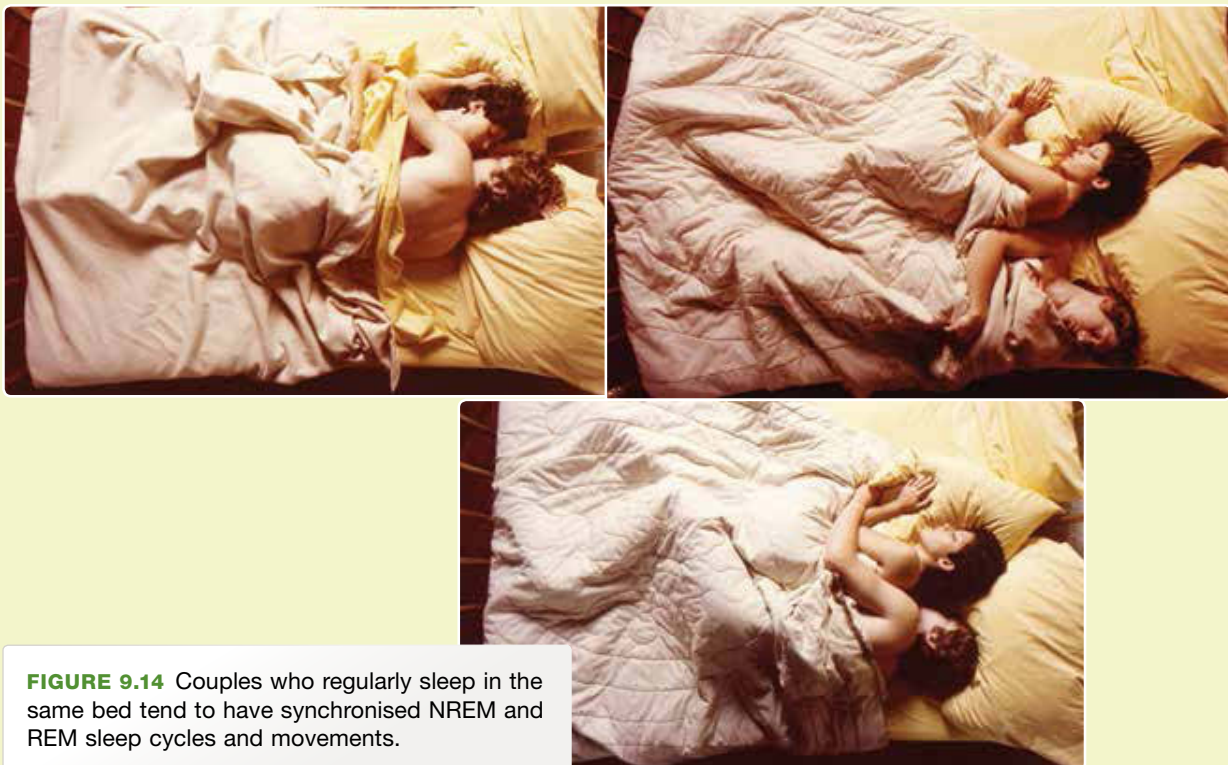 FIGURE 9.14 Couples who regularly sleep in the
same bed tend to have synchronised NREM and
REM sleep cycles and movements.